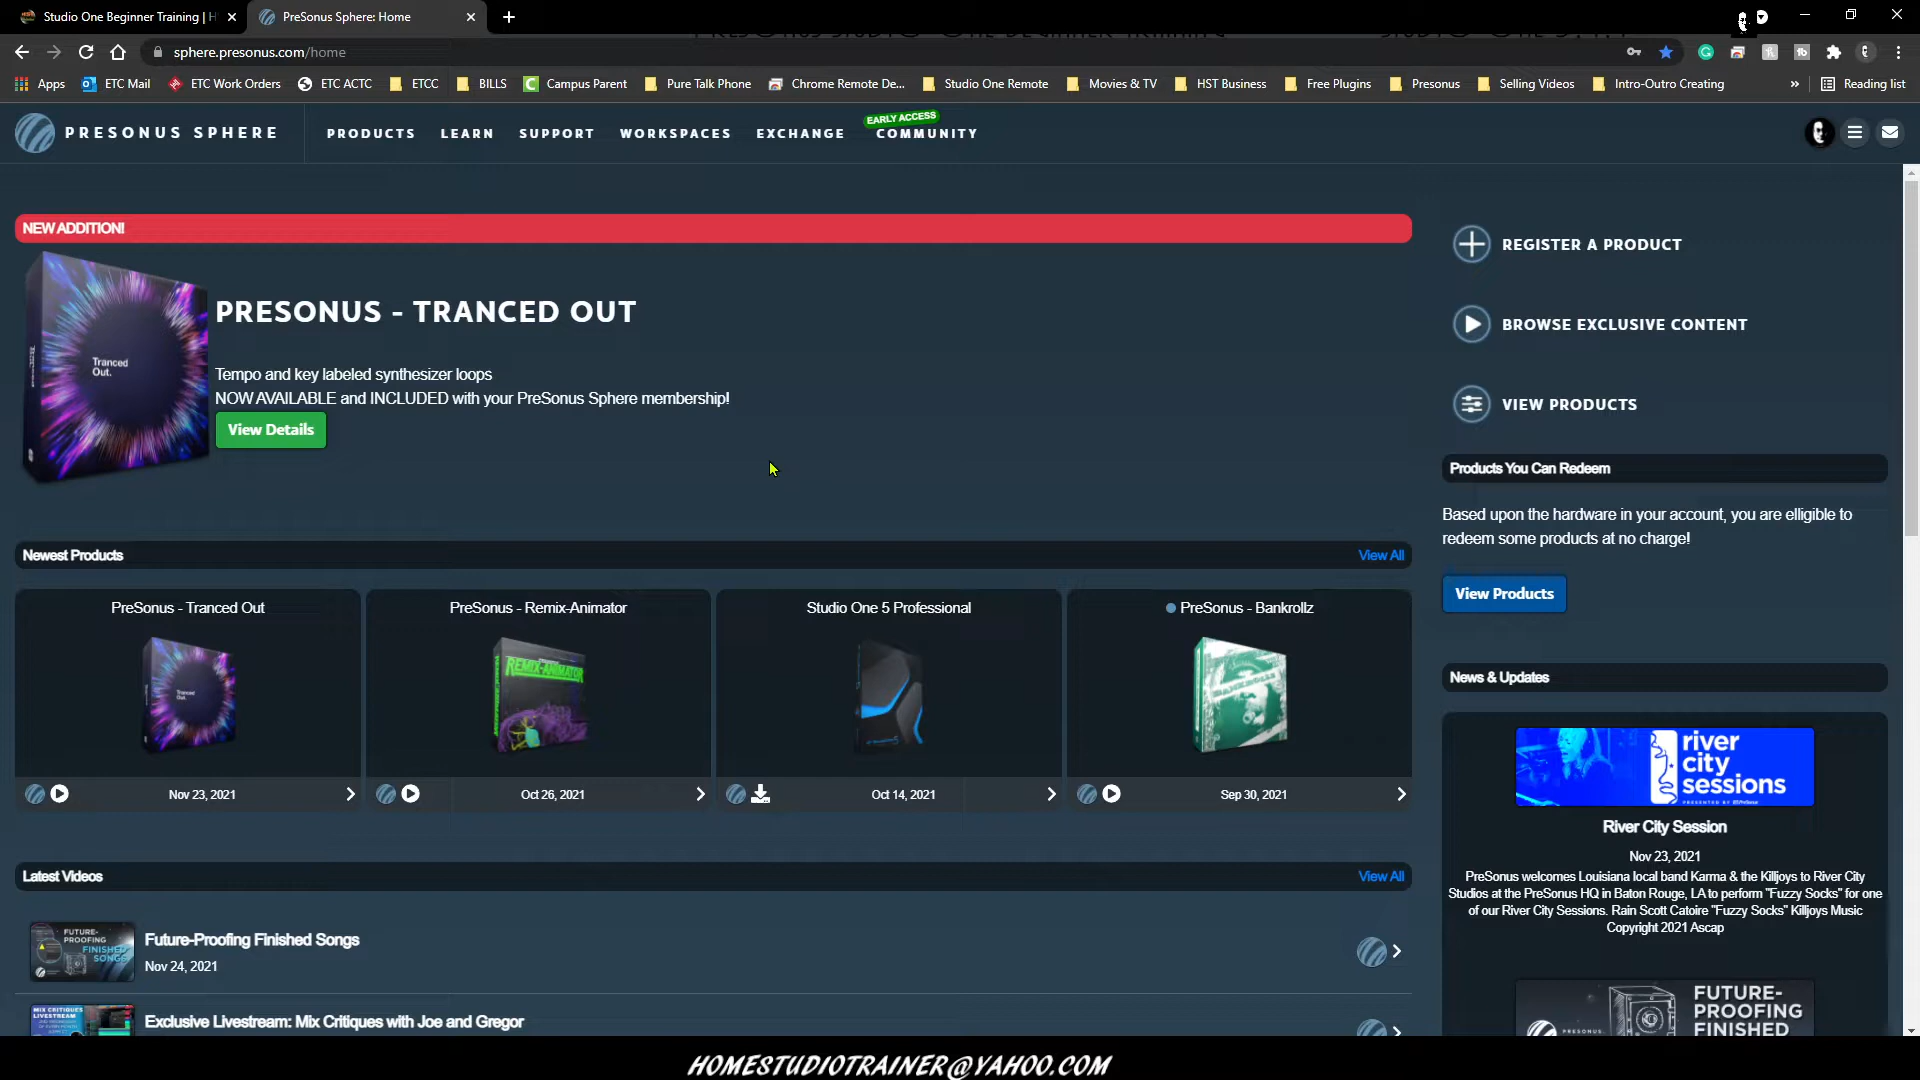 Studio One Beginner Training | H
PreSonus Sphere: Home
sphere.presonus.com/home
Apps
ETC Mail
ETC Work Orders
ETC ACTC
ETCC
BILLS
Campus Parent
Pure Talk Phone
Chrome Remote De...
Studio One Remote
Movies & TV
HST Business
Free Plugins
Presonus
Selling Videos
Intro-Outro Creating
»
Reading list
PRESONUS SPHERE
PRODUCTS
LEARN
SUPPORT
WORKSPACES
EXCHANGE
EARLY ACCESS
COMMUNITY
NEW ADDITION!
Tranced
Out.
PRESONUS - TRANCED OUT
Tempo and key labeled synthesizer loops
NOW AVAILABLE and INCLUDED with your PreSonus Sphere membership!
View Details
REGISTER A PRODUCT
BROWSE EXCLUSIVE CONTENT
VIEW PRODUCTS
Products You Can Redeem
Based upon the hardware in your account, you are elligible to
redeem some products at no charge!
View Products
Newest Products
View All
PreSonus - Tranced Out
PreSonus - Remix-Animator
Studio One 5 Professional
PreSonus - Bankrollz
Tranced
Out.
REMIX-ANIMATOR
BANKROLLZ
Nov 23, 2021
Oct 26, 2021
Oct 14, 2021
Sep 30, 2021
News & Updates
river
city
sessions
River City Session
Nov 23, 2021
PreSonus welcomes Louisiana local band Karma & the Killjoys to River City
Studios at the PreSonus HQ in Baton Rouge, LA to perform "Fuzzy Socks" for one
of our River City Sessions. Rain Scott Catoire "Fuzzy Socks" Killjoys Music
Copyright 2021 Ascap
FUTURE-
PROOFING
FINISHED
PRESONUS.
Latest Videos
View All
FUTURE-
PROOFING
FINISHED
SONGS
Future-Proofing Finished Songs
Nov 24, 2021
MIX CRITIQUES
LIVESTREAM
Exclusive Livestream: Mix Critiques with Joe and Gregor
HOMESTUDIOTRAINER@YAHOO.COM